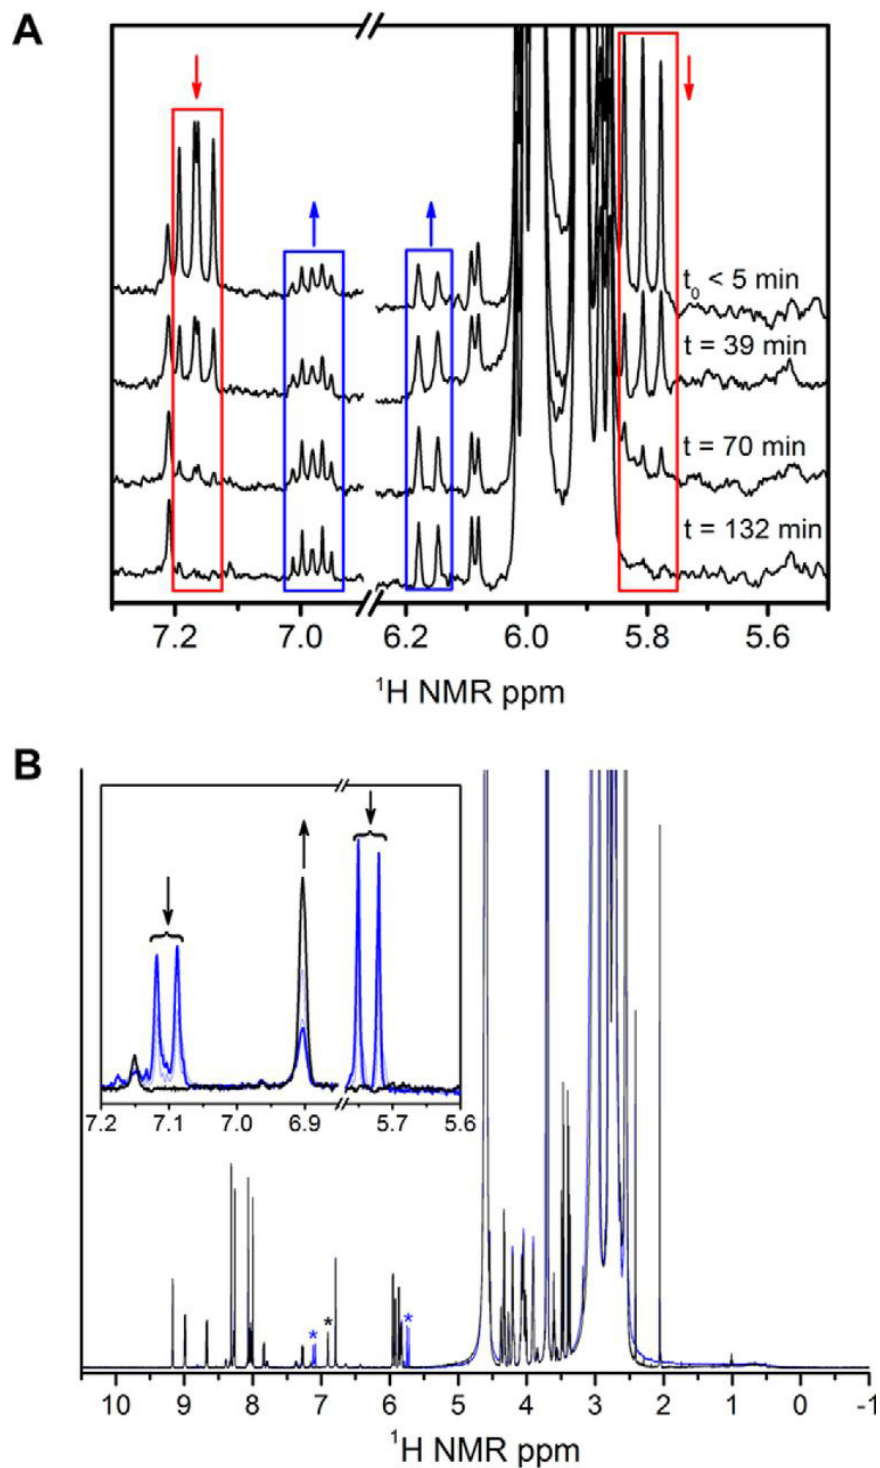 A
t₀ < 5 min
t = 39 min
t = 70 min
t = 132 min
7.2 7.0 6.2 6.0 5.8 5.6
¹H NMR ppm
B
7.2 7.1 7.0 6.9 5.7 5.6
* * *
10 9 8 7 6 5 4 3 2 1 0 -1
¹H NMR ppm